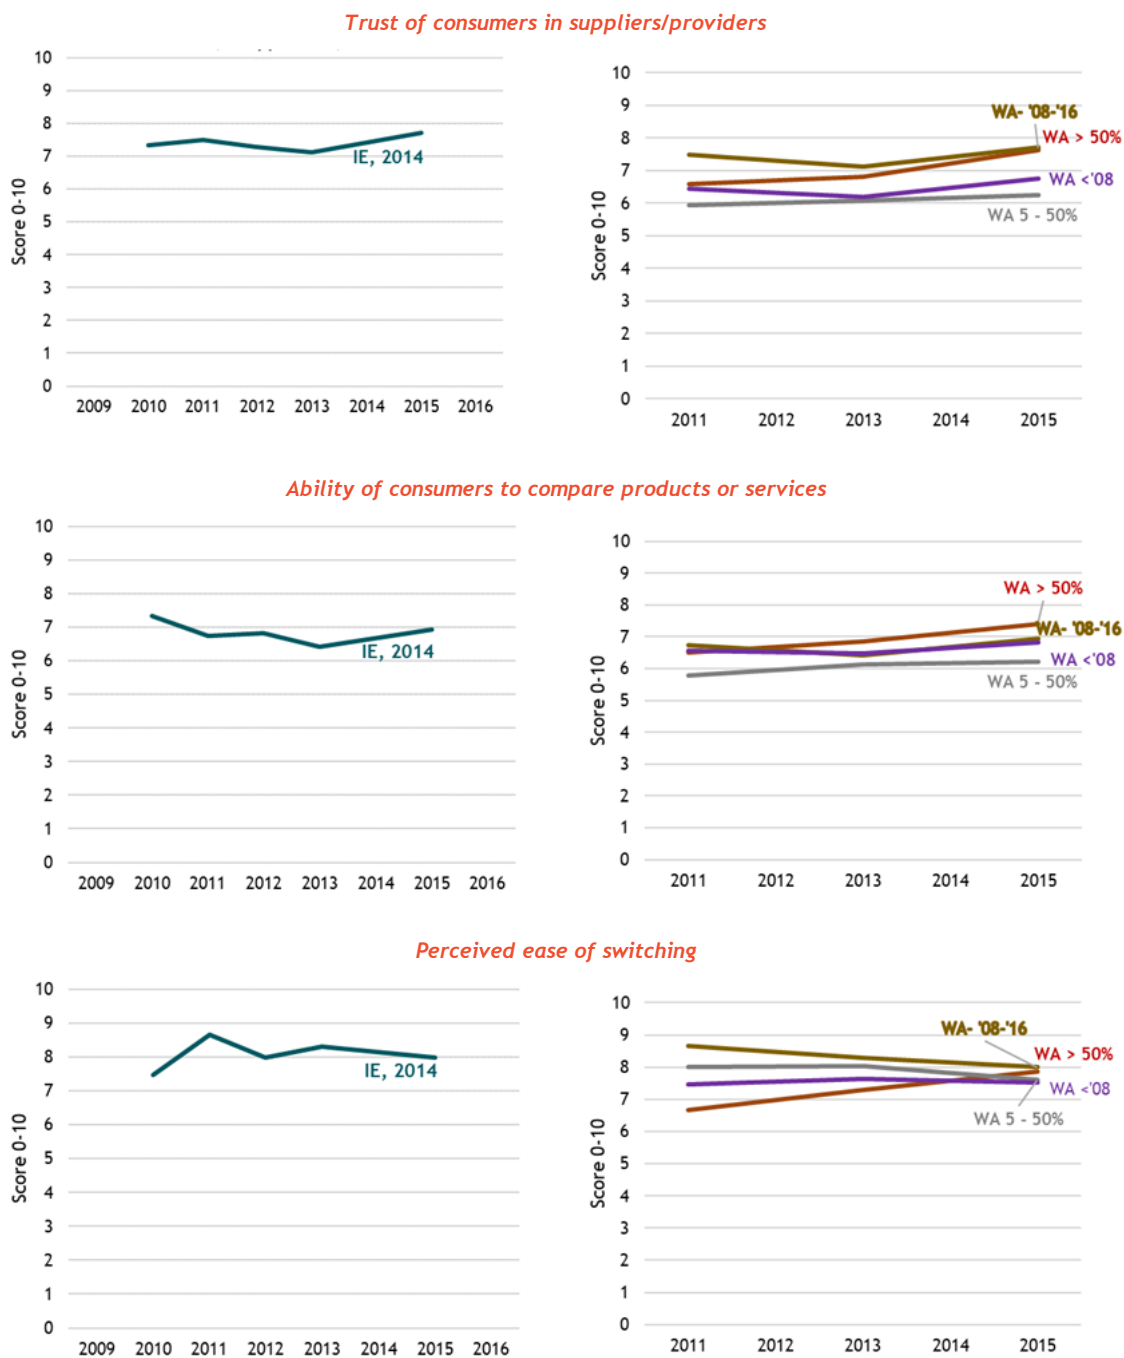 Trust of consumers in suppliers/providers
10
9
8
7
6
5
4
3
2
1
0
Score 0-10
IE, 2014
2009 2010 2011 2012 2013 2014 2015 2016
10
9
8
7
6
5
4
3
2
1
0
Score 0-10
WA- '08-'16
WA > 50%
WA <'08
WA 5 - 50%
2011 2012 2013 2014 2015
Ability of consumers to compare products or services
10
9
8
7
6
5
4
3
2
1
0
Score 0-10
IE, 2014
2009 2010 2011 2012 2013 2014 2015 2016
10
9
8
7
6
5
4
3
2
1
0
Score 0-10
WA > 50%
WA- '08-'16
WA <'08
WA 5 - 50%
2011 2012 2013 2014 2015
Perceived ease of switching
10
9
8
7
6
5
4
3
2
1
0
Score 0-10
IE, 2014
2009 2010 2011 2012 2013 2014 2015 2016
10
9
8
7
6
5
4
3
2
1
0
Score 0-10
WA- '08-'16
WA > 50%
WA <'08
WA 5 - 50%
2011 2012 2013 2014 2015